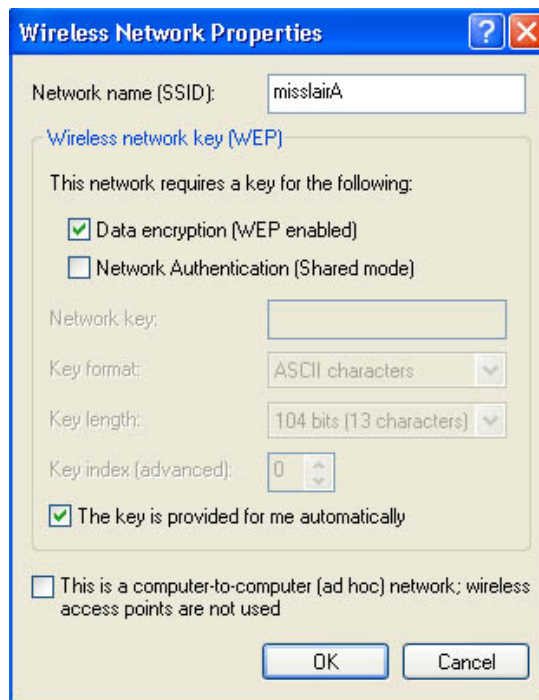 Wireless Network Properties
Network name (SSID): misslairA
Wireless network key (WEP)
This network requires a key for the following:
Data encryption (WEP enabled)
Network Authentication (Shared mode)
Network key:
Key format: ASCII characters
Key length: 104 bits (13 characters)
Key index (advanced): 0
The key is provided for me automatically
This is a computer-to-computer (ad hoc) network; wireless
access points are not used
OK Cancel